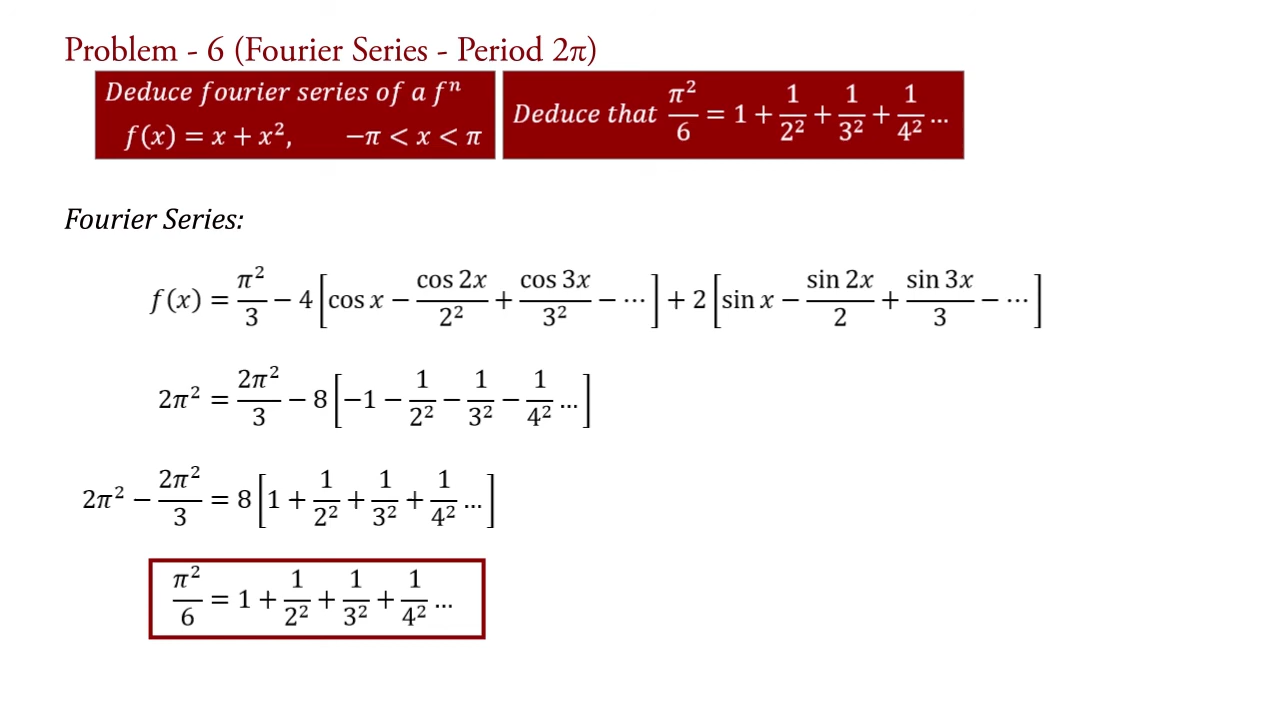 Problem - 6 (Fourier Series - Period 2π)
Deduce fourier series of a fⁿ
f(x) = x + x², −π < x < π
Deduce that π²/6 = 1 + 1/2² + 1/3² + 1/4² ...
Fourier Series:
f(x) = π²/3 − 4[cos x − cos 2x/2² + cos 3x/3² − ⋯] + 2[sin x − sin 2x/2 + sin 3x/3 − ⋯]
2π² = 2π²/3 − 8[−1 − 1/2² − 1/3² − 1/4² ...]
2π² − 2π²/3 = 8[1 + 1/2² + 1/3² + 1/4² ...]
π²/6 = 1 + 1/2² + 1/3² + 1/4² ...